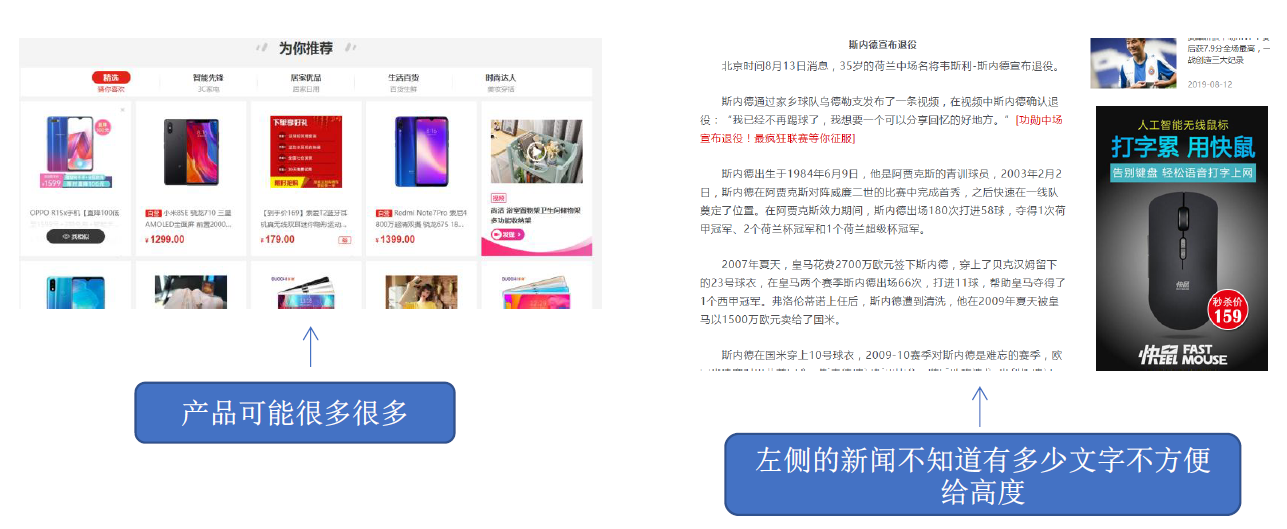 为你推荐
精选
猜你喜欢
智能先锋
3C家电
居家优品
品质日用
生活百货
百货生鲜
时尚达人
美妆穿搭
¥1599
OPPO R15x手机【直降100低
找相似
自营 小米8SE 骁龙710 三星
AMOLED全面屏 前置2000...
¥ 1299.00
下单享好礼
【到手价169】索爱T2蓝牙耳
机真无线双耳迷你隐形运动...
¥ 179.00
自营 Redmi Note7Pro 索尼4
800万超清双摄 骁龙675 18...
¥ 1399.00
视频
尚洁 浴室置物架卫生间储物架
多功能收纳架
发现
产品可能很多很多
斯内德宣布退役
北京时间8月13日消息，35岁的荷兰中场名将韦斯利-斯内德宣布退役。
斯内德通过家乡球队乌德勒支发布了一条视频，在视频中斯内德确认退
役：“我已经不再踢球了，我想要一个可以分享回忆的好地方。”[功勋中场
宣布退役！最疯狂联赛等你征服]
斯内德出生于1984年6月9日，他是阿贾克斯的青训球员，2003年2月2
日，斯内德在阿贾克斯对阵威廉二世的比赛中完成首秀，之后快速在一线队
奠定了位置。在阿贾克斯效力期间，斯内德出场180次打进58球，夺得1次荷
甲冠军、2个荷兰杯冠军和1个荷兰超级杯冠军。
2007年夏天，皇马花费2700万欧元签下斯内德，穿上了贝克汉姆留下
的23号球衣，在皇马两个赛季斯内德出场66次，打进11球，帮助皇马夺得了
1个西甲冠军。弗洛伦蒂诺上任后，斯内德遭到清洗，他在2009年夏天被皇
马以1500万欧元卖给了国米。
斯内德在国米穿上10号球衣，2009-10赛季对斯内德是难忘的赛季，欧
后获7.9分全场最高，一
战创造三大纪录
2019-08-12
人工智能无线鼠标
打字累 用快鼠
告别键盘 轻松语音打字上网
快鼠
秒杀价
159
快鼠 FAST
MOUSE
左侧的新闻不知道有多少文字不方便
给高度